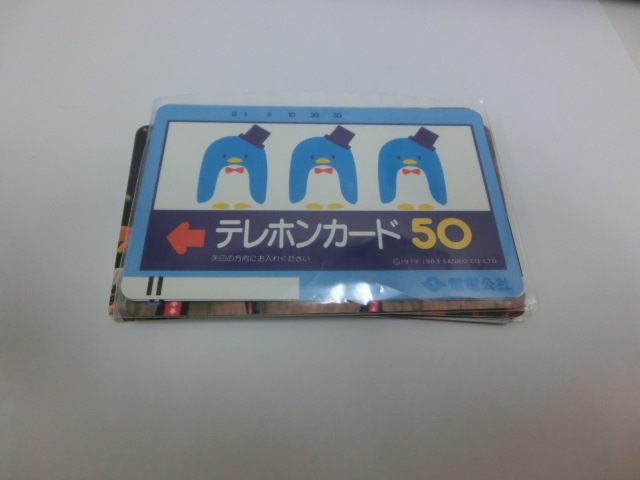 0 1 5 10 20 50
テレホンカード 50
矢印の方向にお入れください
©1979 1983 SANRIO CO.,LTD.
電電公社